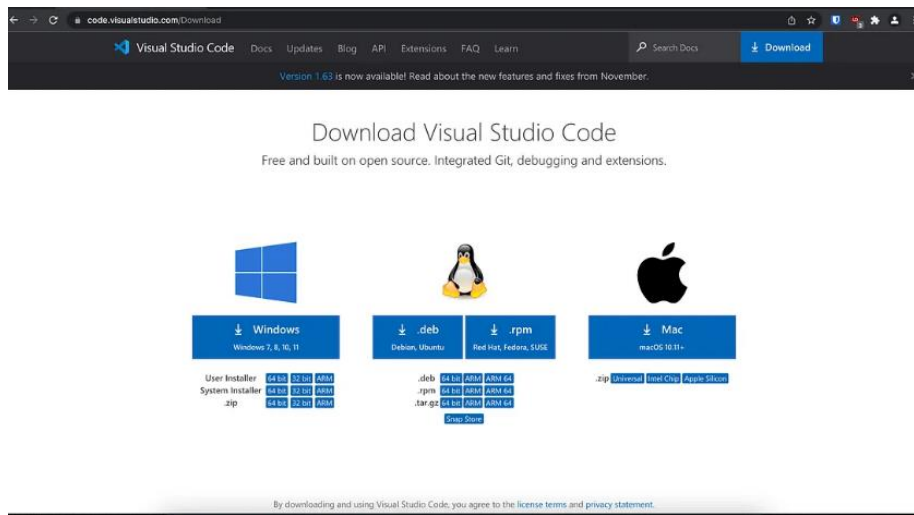 code.visualstudio.com/Download
Visual Studio Code Docs Updates Blog API Extensions FAQ Learn Search Docs Download
Version 1.63 is now available! Read about the new features and fixes from November.
Download Visual Studio Code
Free and built on open source. Integrated Git, debugging and extensions.
Windows
Windows 7, 8, 10, 11
User Installer 64 bit 32 bit ARM
System Installer 64 bit 32 bit ARM
.zip 64 bit 32 bit ARM
.deb
Debian, Ubuntu
.rpm
Red Hat, Fedora, SUSE
.deb 64 bit ARM ARM 64
.rpm 64 bit ARM ARM 64
.tar.gz 64 bit ARM ARM 64
Snap Store
Mac
macOS 10.11+
.zip Universal Intel Chip Apple Silicon
By downloading and using Visual Studio Code, you agree to the license terms and privacy statement.